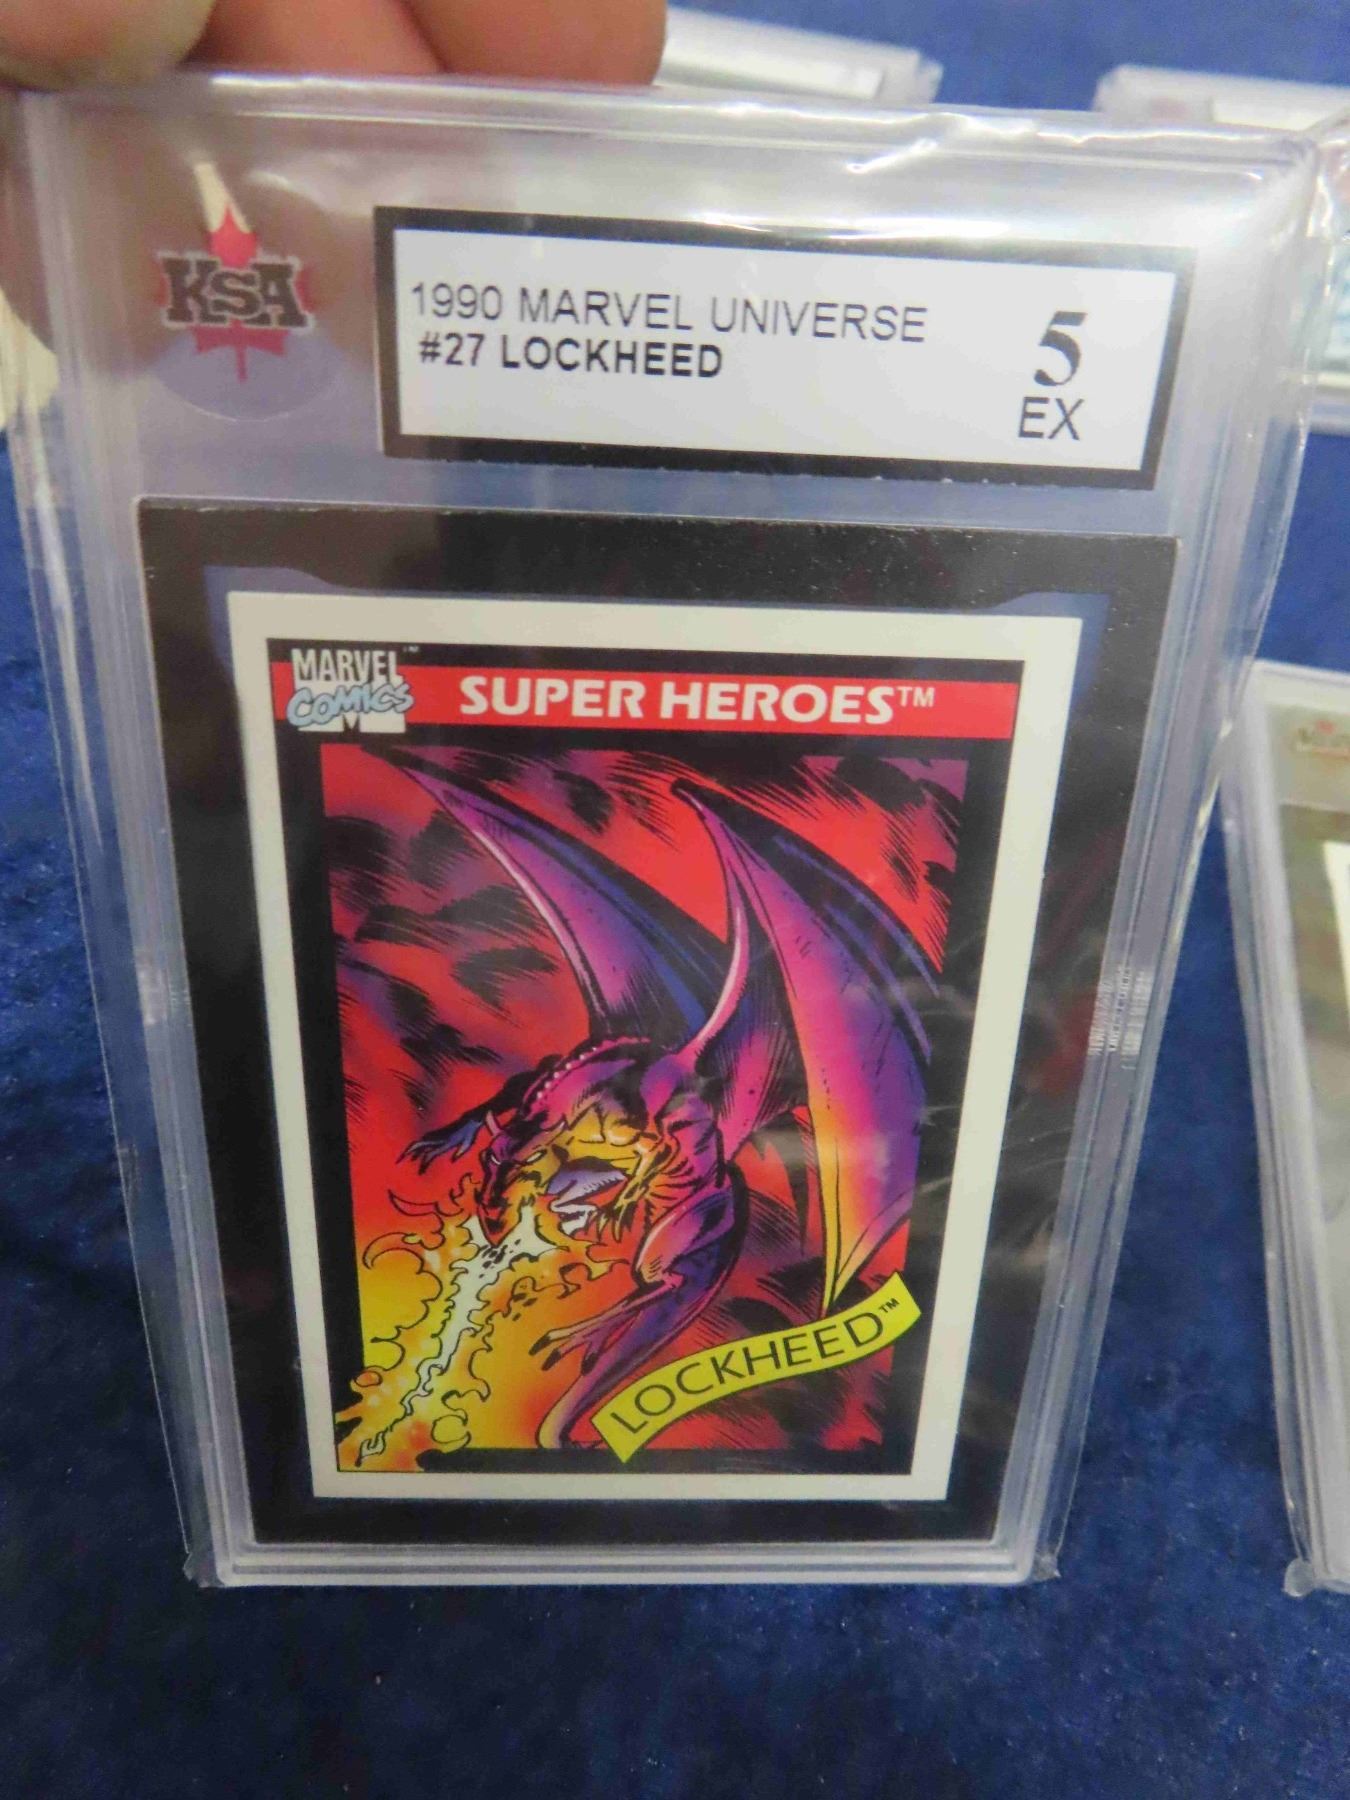 KSA
1990 MARVEL UNIVERSE
#27 LOCKHEED
5
EX
MARVEL
COMICS
SUPER HEROES™
LOCKHEED™